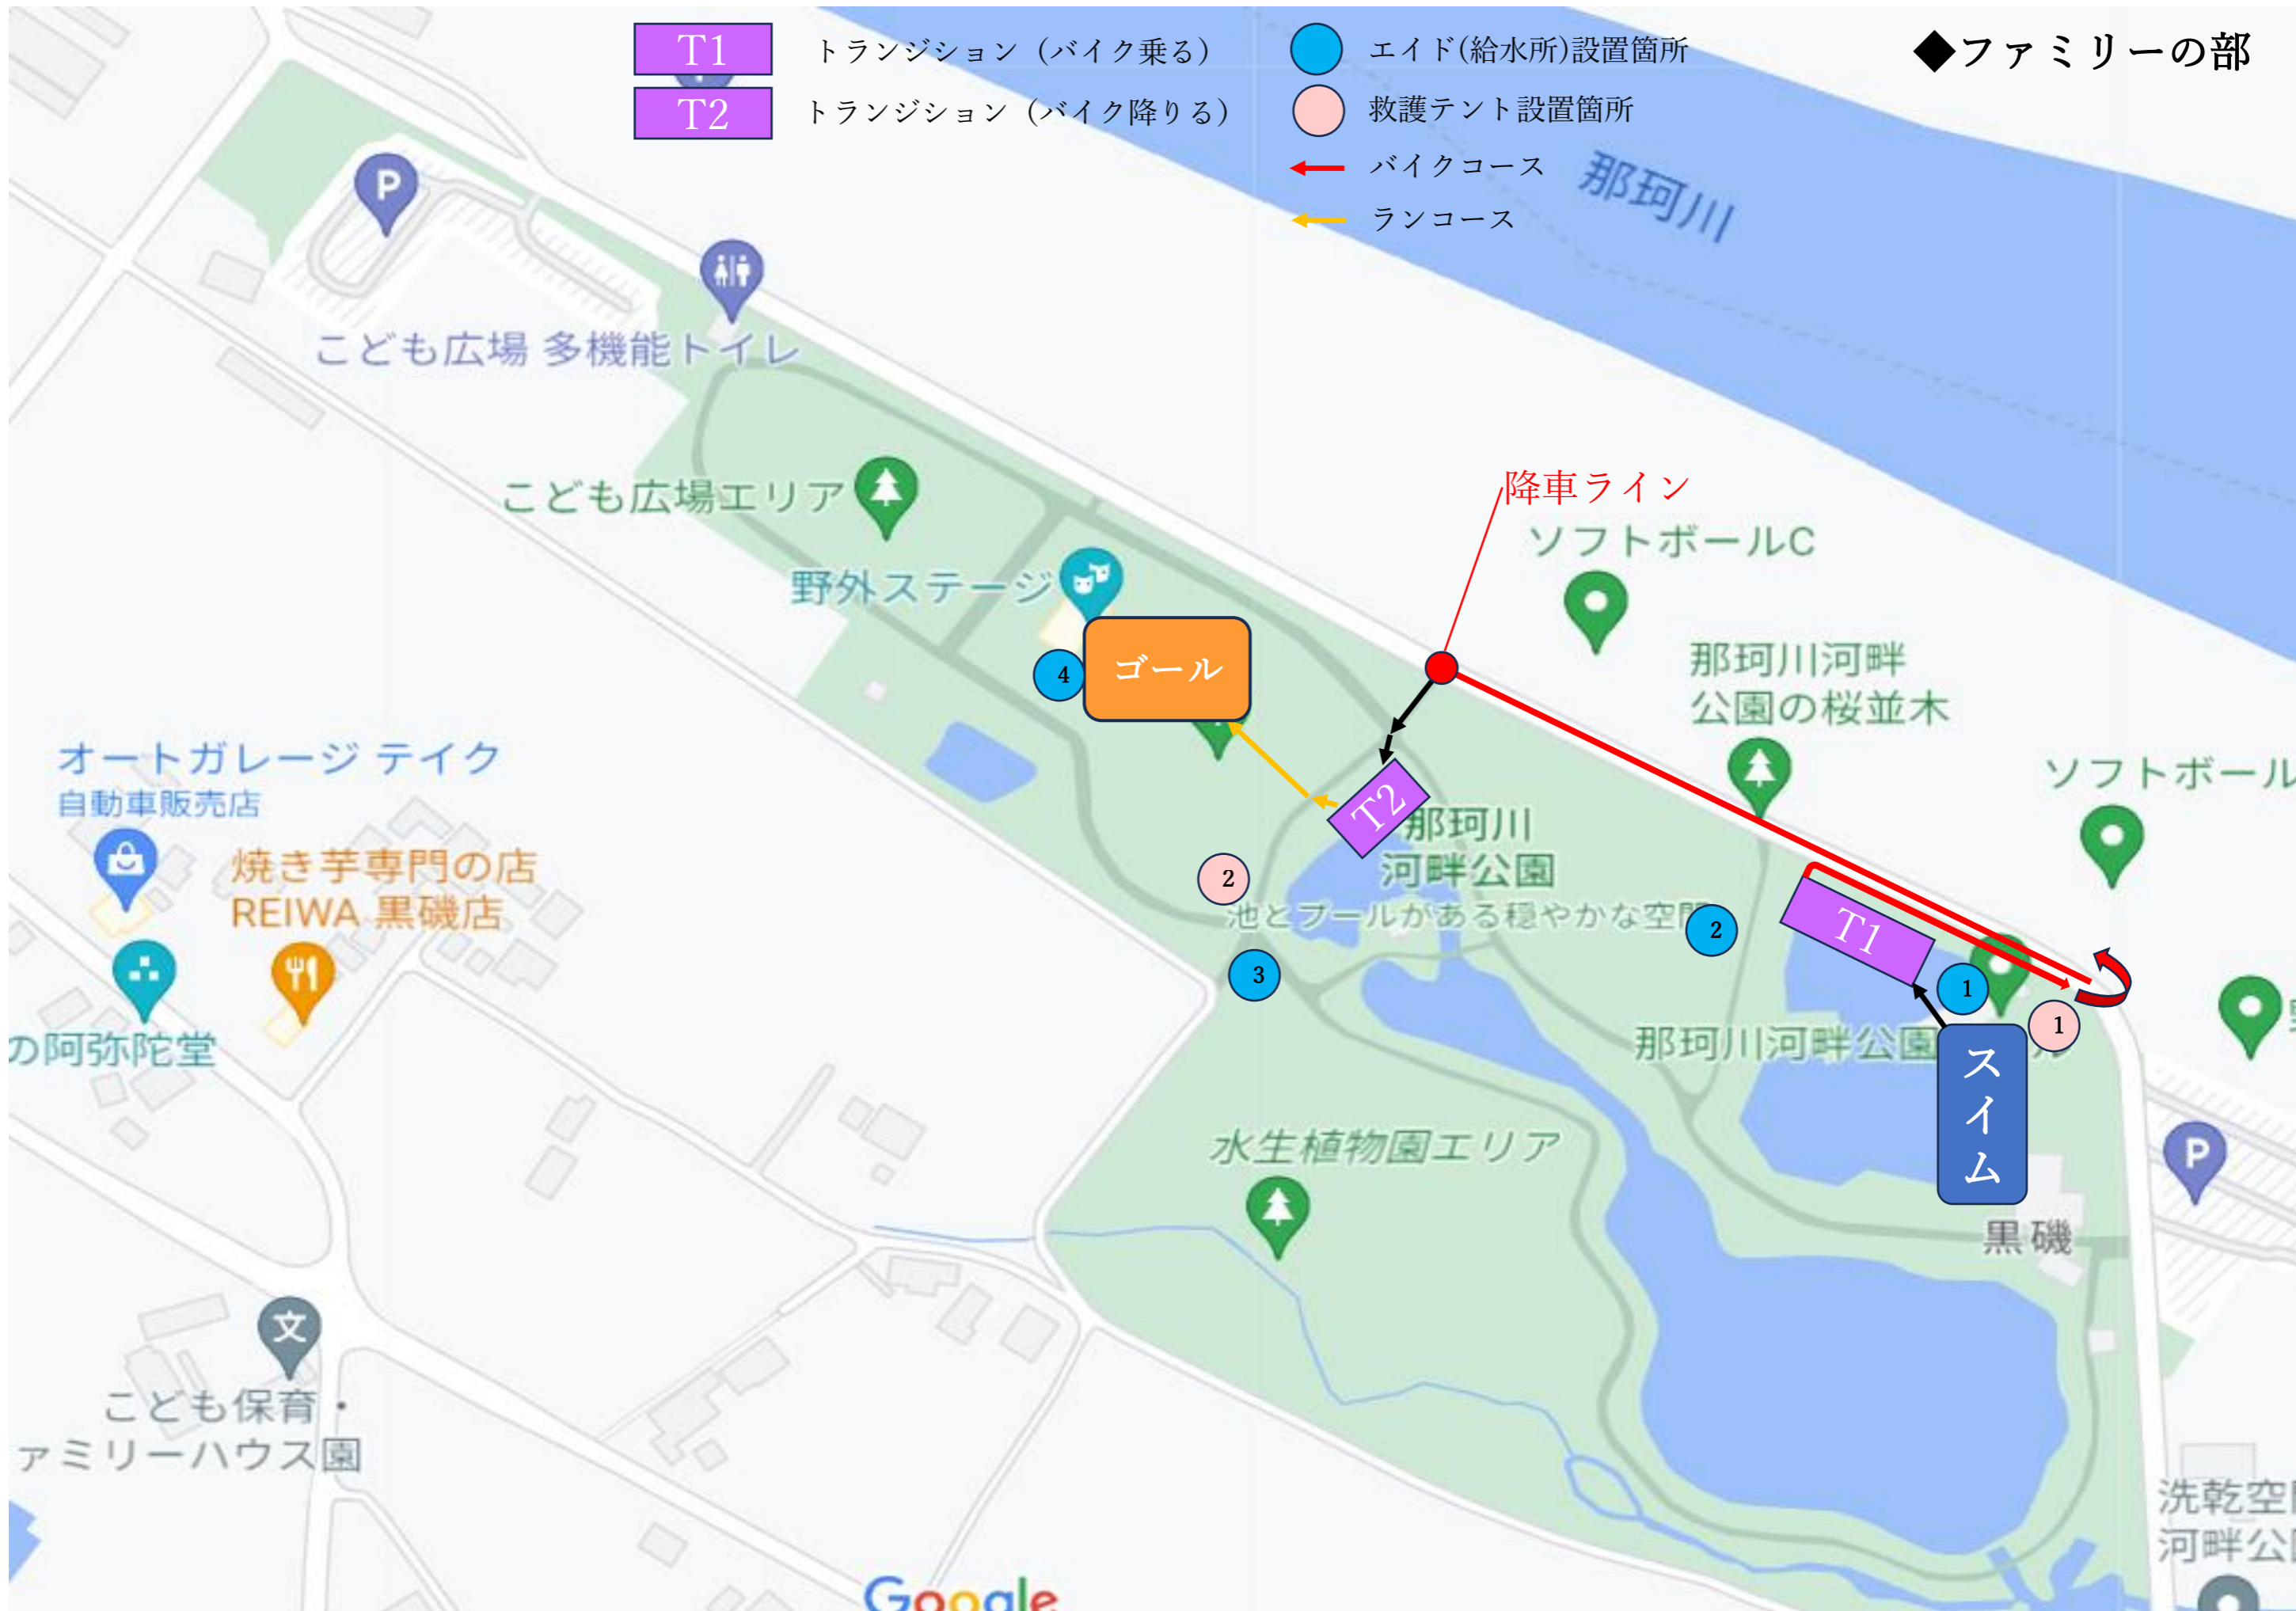 ◆ファミリーの部
T1
トランジション（バイク乗る）
T2
トランジション（バイク降りる）
エイド(給水所)設置箇所
救護テント設置箇所
バイクコース
ランコース
那珂川
P
こども広場 多機能トイレ
こども広場エリア
野外ステージ
降車ライン
ソフトボールC
那珂川河畔
公園の桜並木
ソフトボール
4
ゴール
オートガレージ テイク
自動車販売店
焼き芋専門の店
REIWA 黒磯店
の阿弥陀堂
T2
那珂川
河畔公園
池とプールがある穏やかな空間
2
3
2
T1
1
1
那珂川河畔公園
スイム
水生植物園エリア
P
黒磯
文
こども保育・
ァミリーハウス園
洗乾空
河畔公
Google